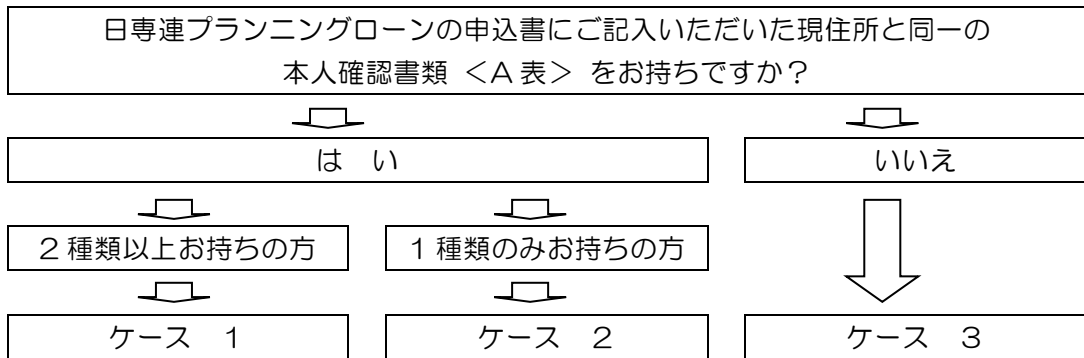 日専連プランニングローンの申込書にご記入いただいた現住所と同一の
本人確認書類 ＜A表＞ をお持ちですか？
は い
いいえ
２種類以上お持ちの方
１種類のみお持ちの方
ケース １
ケース ２
ケース ３